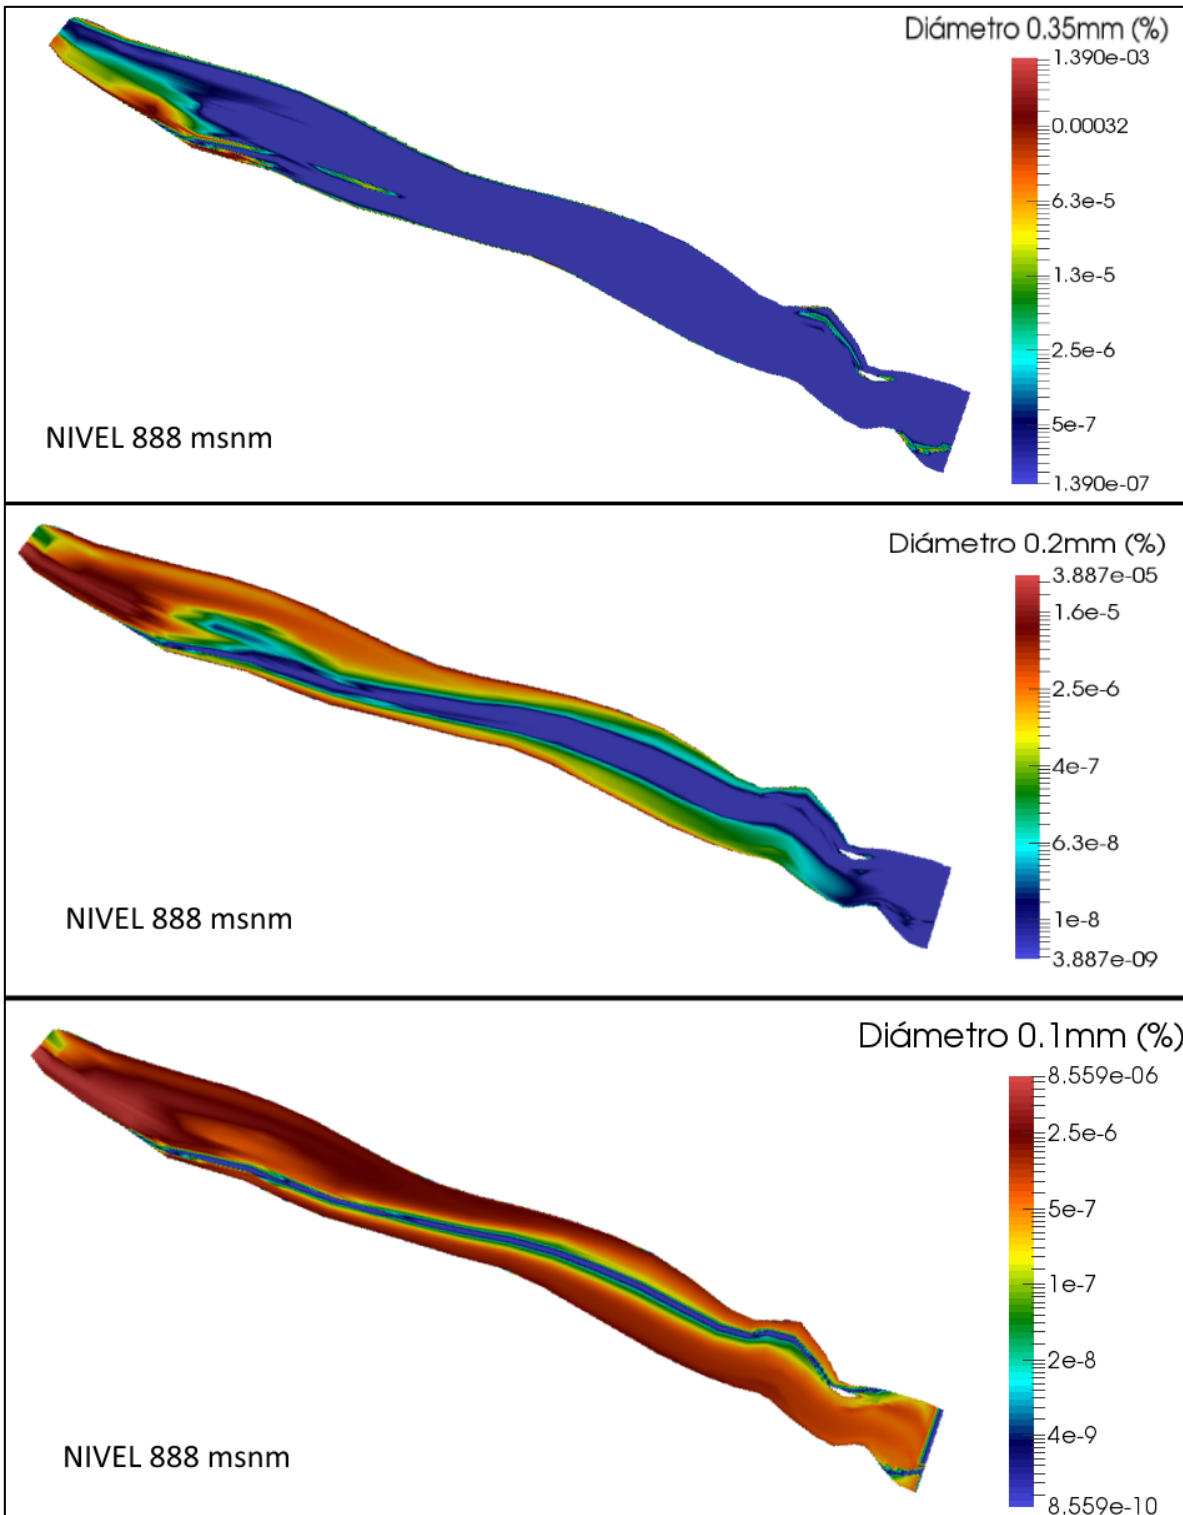 Diámetro 0.35mm (%)
1.390e-03
0.00032
6.3e-5
1.3e-5
2.5e-6
5e-7
1.390e-07
NIVEL 888 msnm
Diámetro 0.2mm (%)
3.887e-05
1.6e-5
2.5e-6
4e-7
6.3e-8
1e-8
3.887e-09
NIVEL 888 msnm
Diámetro 0.1mm (%)
8.559e-06
2.5e-6
5e-7
1e-7
2e-8
4e-9
8.559e-10
NIVEL 888 msnm